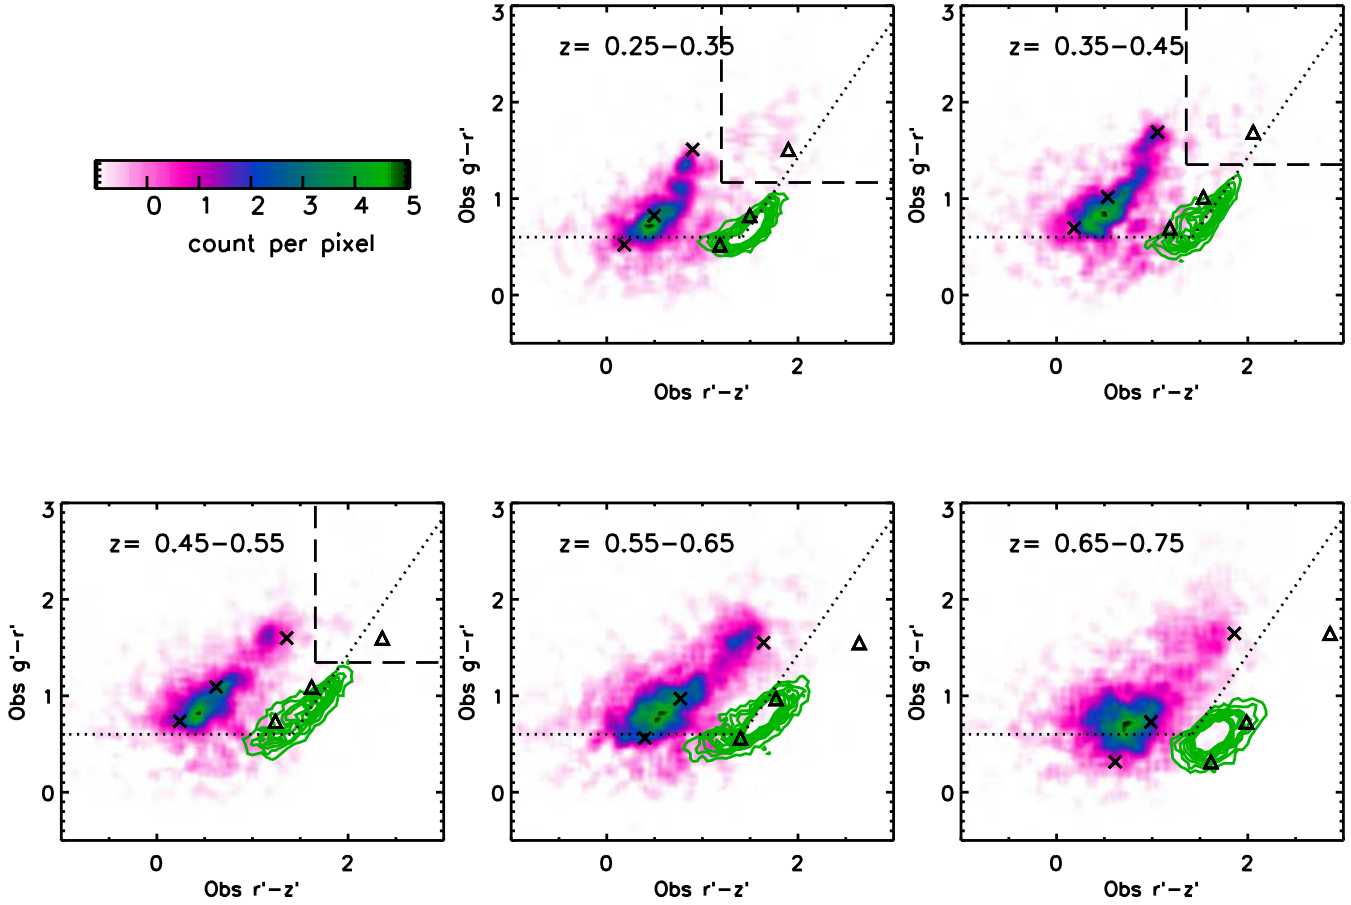 3
z= 0.25−0.35
2
1
0
Obs g'−r'
0
2
Obs r'−z'
3
z= 0.35−0.45
2
1
0
Obs g'−r'
0
2
Obs r'−z'
0 1 2 3 4 5
count per pixel
3
z= 0.45−0.55
2
1
0
Obs g'−r'
0
2
Obs r'−z'
3
z= 0.55−0.65
2
1
0
Obs g'−r'
0
2
Obs r'−z'
3
z= 0.65−0.75
2
1
0
Obs g'−r'
0
2
Obs r'−z'